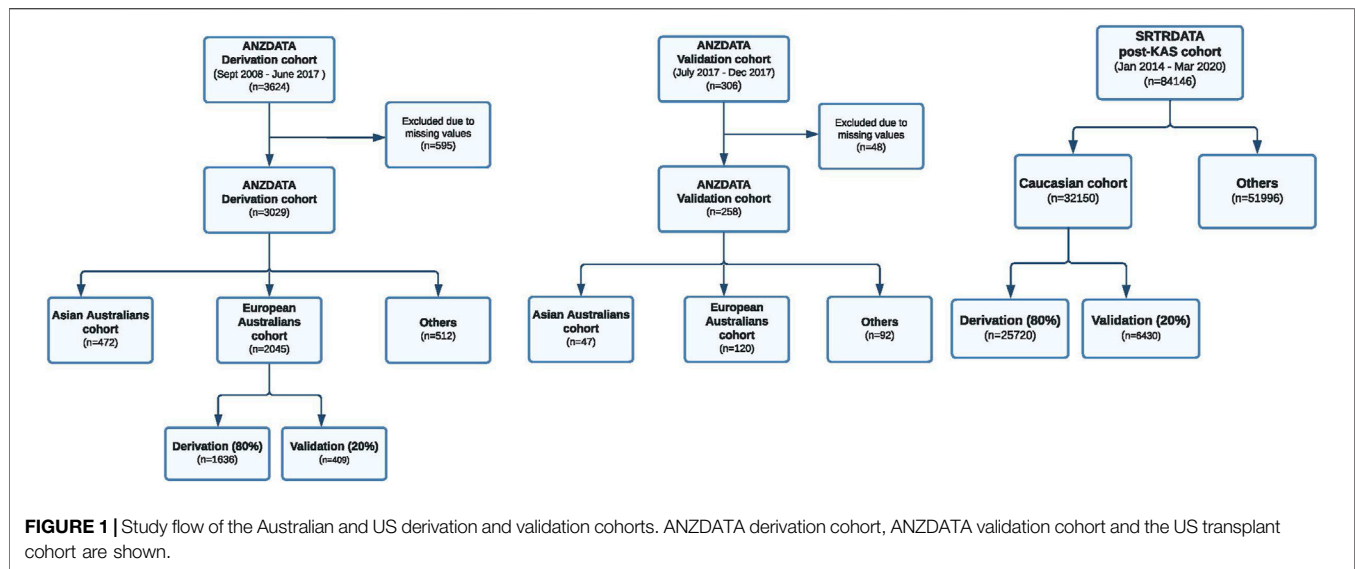 ANZDATA
Derivation cohort
(Sept 2008 - June 2017 )
(n=3624)
Excluded due to
missing values
(n=595)
ANZDATA
Derivation cohort
(n=3029)
Asian Australians
cohort
(n=472)
European
Australians
cohort
(n=2045)
Others
(n=512)
Derivation (80%)
(n=1636)
Validation (20%)
(n=409)
ANZDATA
Validation cohort
(July 2017 - Dec 2017)
(n=306)
Excluded due to
missing values
(n=48)
ANZDATA
Validation cohort
(n=258)
Asian Australians
cohort
(n=47)
European
Australians
cohort
(n=120)
Others
(n=92)
SRTRDATA
post-KAS cohort
(Jan 2014 - Mar 2020)
(n=84146)
Caucasian cohort
(n=32150)
Others
(n=51996)
Derivation (80%)
(n=25720)
Validation (20%)
(n=6430)
FIGURE 1 | Study flow of the Australian and US derivation and validation cohorts. ANZDATA derivation cohort, ANZDATA validation cohort and the US transplant
cohort are shown.